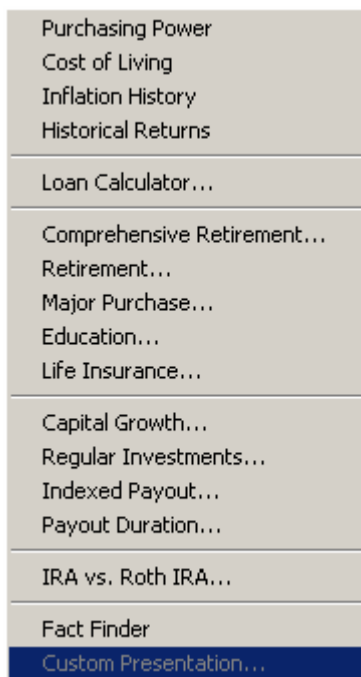 Purchasing Power
Cost of Living
Inflation History
Historical Returns
Loan Calculator...
Comprehensive Retirement...
Retirement...
Major Purchase...
Education...
Life Insurance...
Capital Growth...
Regular Investments...
Indexed Payout...
Payout Duration...
IRA vs. Roth IRA...
Fact Finder
Custom Presentation...